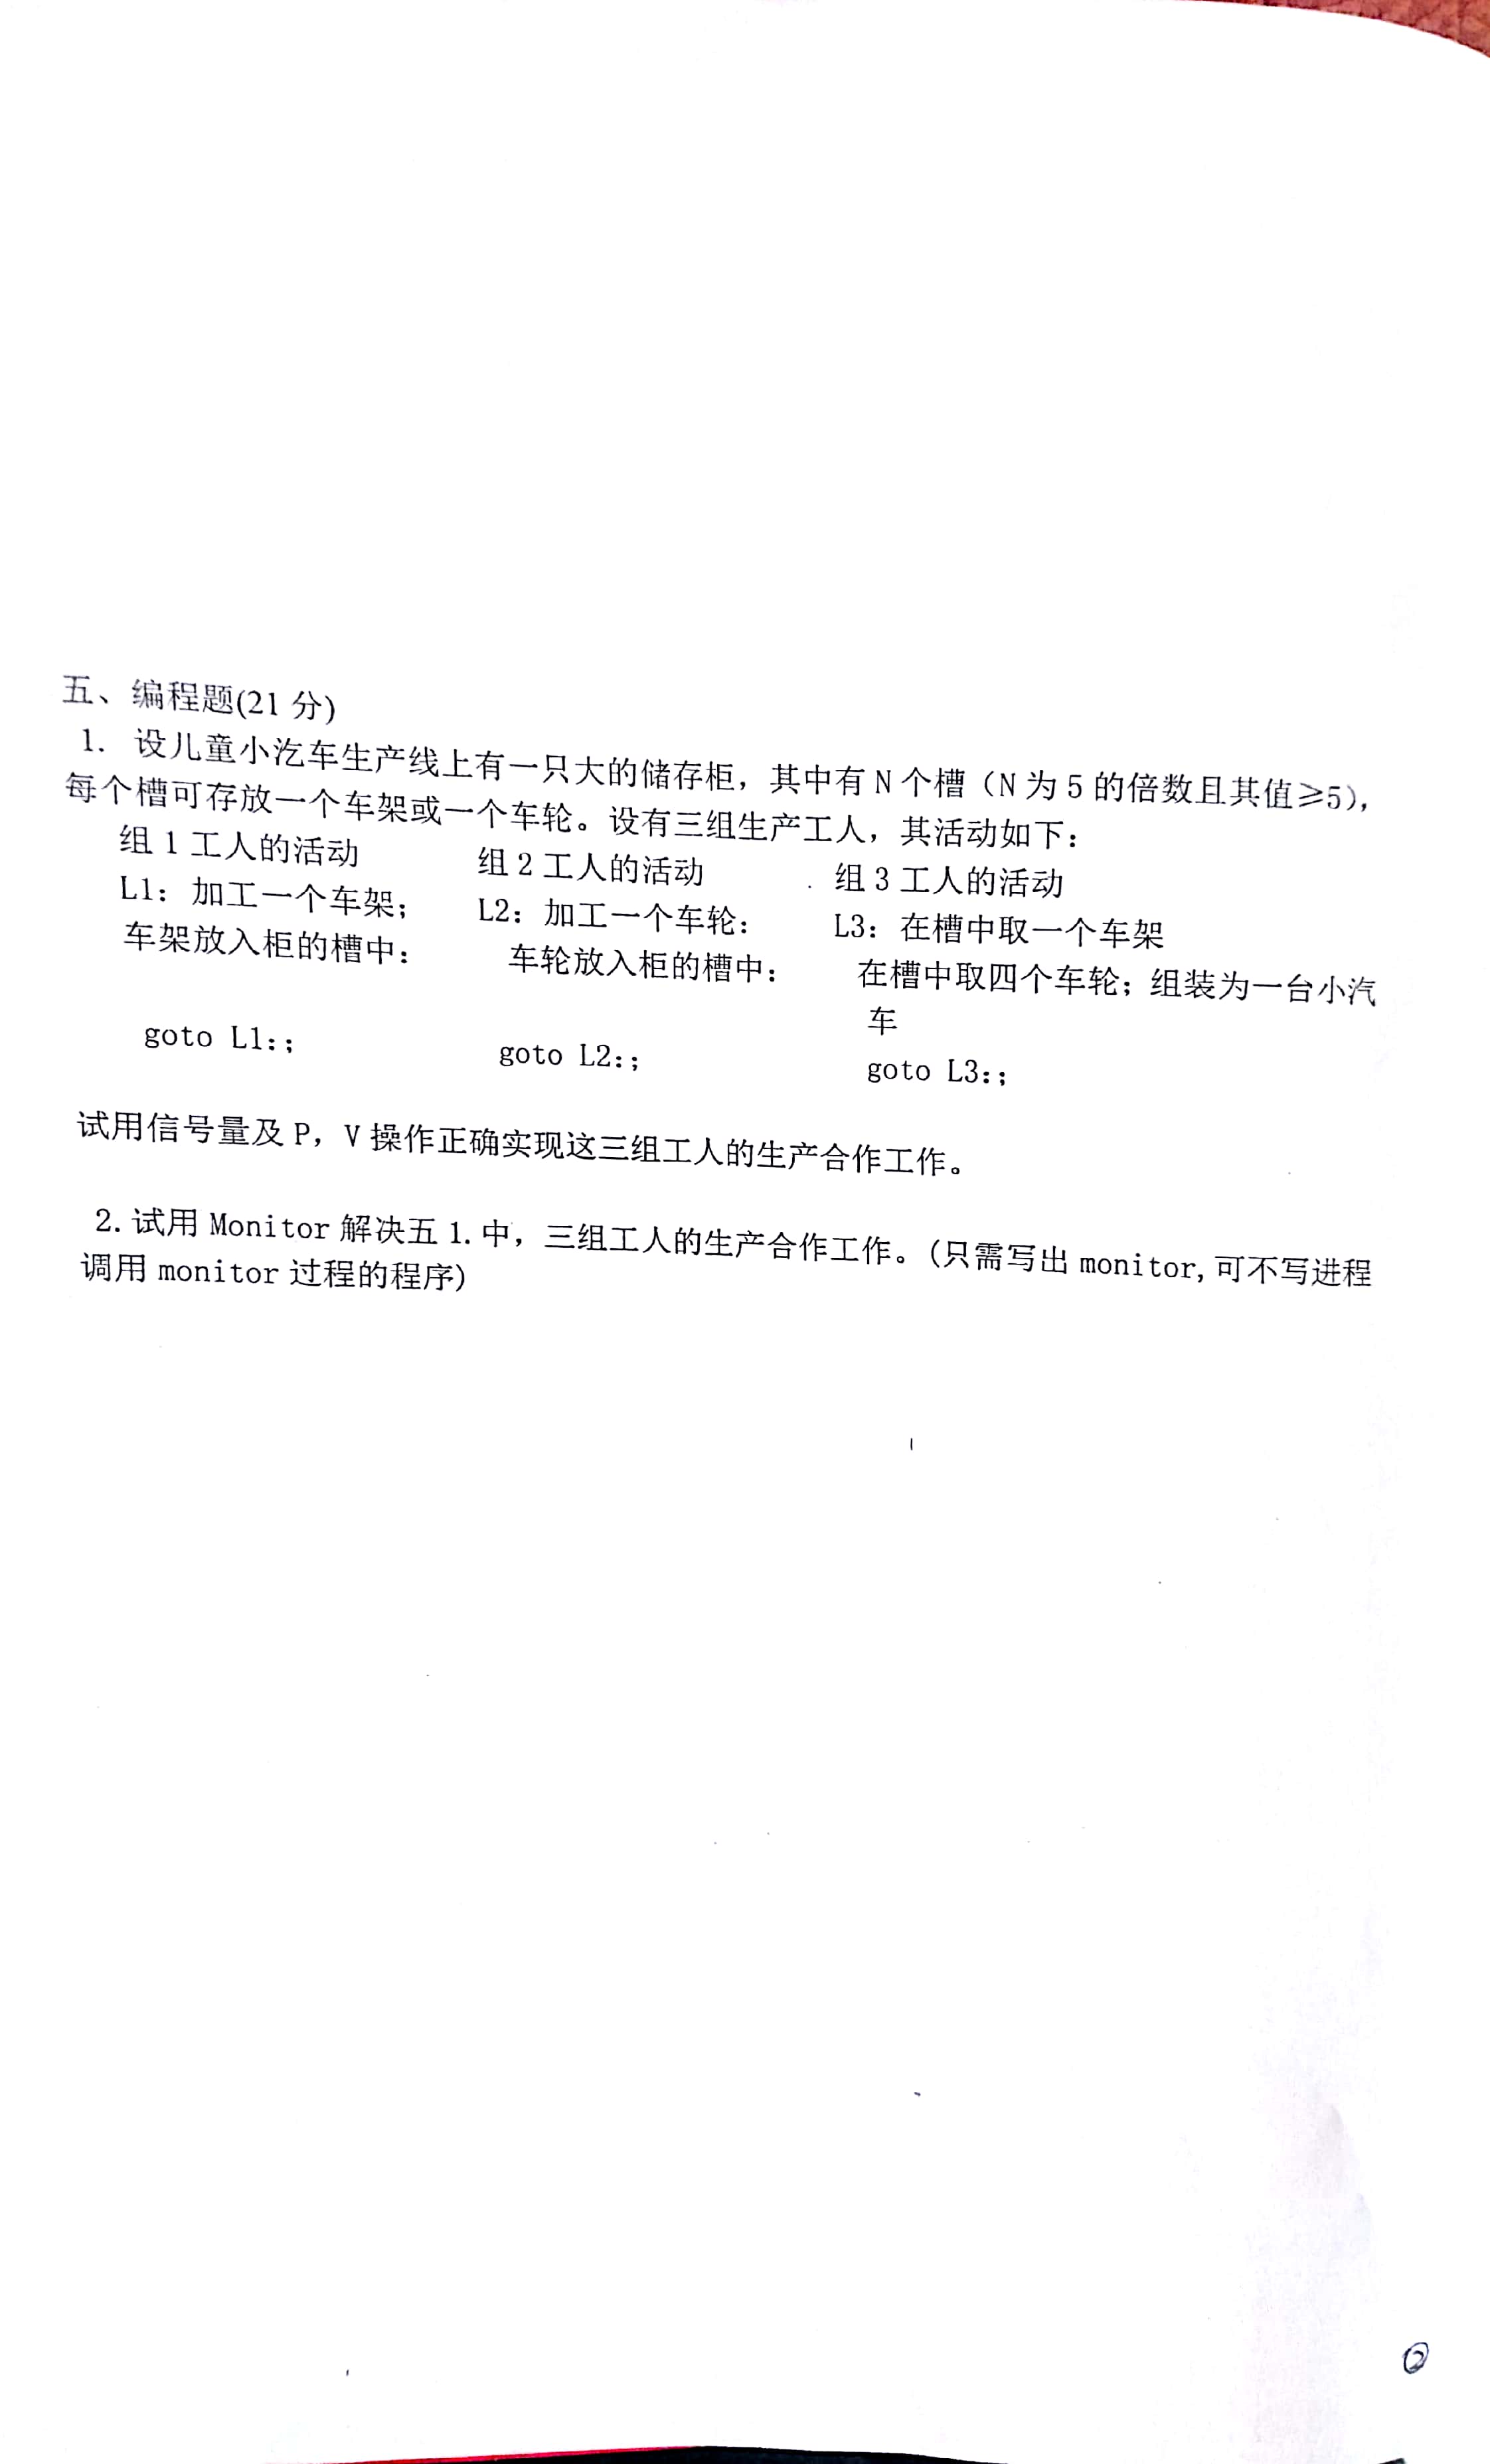 五、编程题(21 分)
1. 设儿童小汔车生产线上有一只大的储存柜，其中有 N 个槽（N 为 5 的倍数且其值≥5），
每个槽可存放一个车架或一个车轮。设有三组生产工人，其活动如下：
组 1 工人的活动 组 2 工人的活动 组 3 工人的活动
L1：加工一个车架； L2：加工一个车轮： L3：在槽中取一个车架
车架放入柜的槽中： 车轮放入柜的槽中： 在槽中取四个车轮；组装为一台小汽
车
goto L1:; goto L2:; goto L3:;
试用信号量及 P，V 操作正确实现这三组工人的生产合作工作。
2. 试用 Monitor 解决五 1. 中，三组工人的生产合作工作。(只需写出 monitor, 可不写进程
调用 monitor 过程的程序)
②